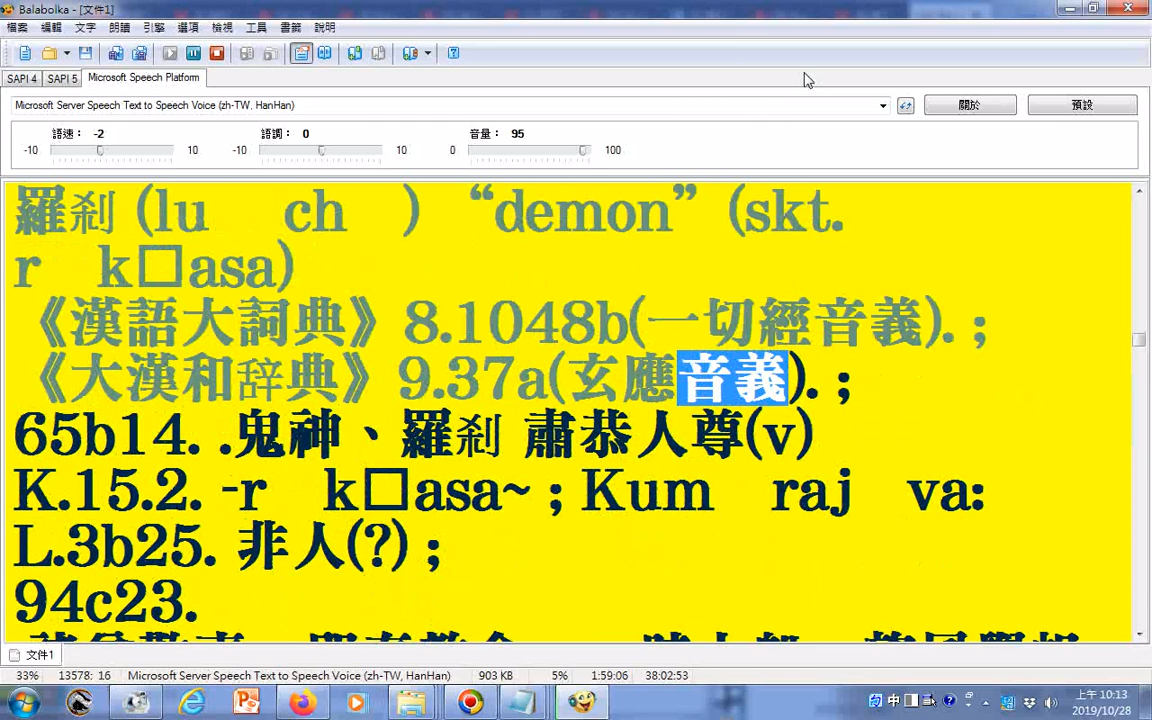 Balabolka - [文件1]
檔案 編輯 文字 朗讀 引擎 選項 檢視 工具 書籤 說明
SAPI 4 SAPI 5 Microsoft Speech Platform
Microsoft Server Speech Text to Speech Voice (zh-TW, HanHan) 關於 預設
語速： -2 語調： 0 音量： 95
-10 10 -10 10 0 100
羅剎 (lu ch ) “demon” (skt.
r k□asa)
《漢語大詞典》 8.1048b(一切經音義). ;
《大漢和辞典》 9.37a(玄應音義). ;
65b14. .鬼神、羅剎 肅恭人尊(v)
K.15.2. -r k□asa~ ; Kum raj va:
L.3b25. 非人(?) ;
94c23.
文件1
33% 13578: 16 Microsoft Server Speech Text to Speech Voice (zh-TW, HanHan) 903 KB 5% 1:59:06 38:02:53
中 上午 10:13
2019/10/28